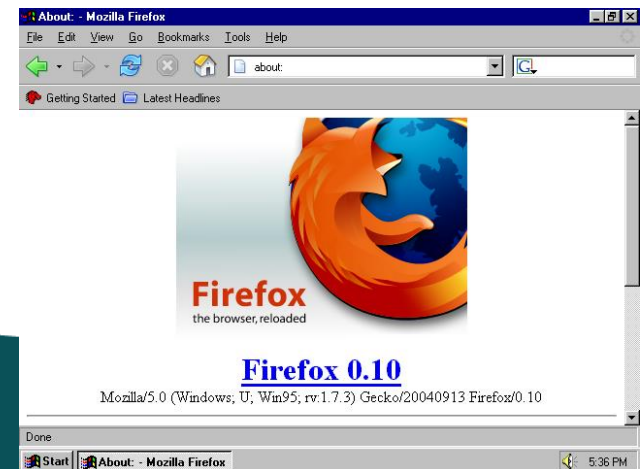 About: - Mozilla Firefox
File Edit View Go Bookmarks Tools Help
about: G
Getting Started Latest Headlines
Firefox
the browser, reloaded
Firefox 0.10
Mozilla/5.0 (Windows; U; Win95; rv:1.7.3) Gecko/20040913 Firefox/0.10
Done
Start About: - Mozilla Firefox 5:36 PM